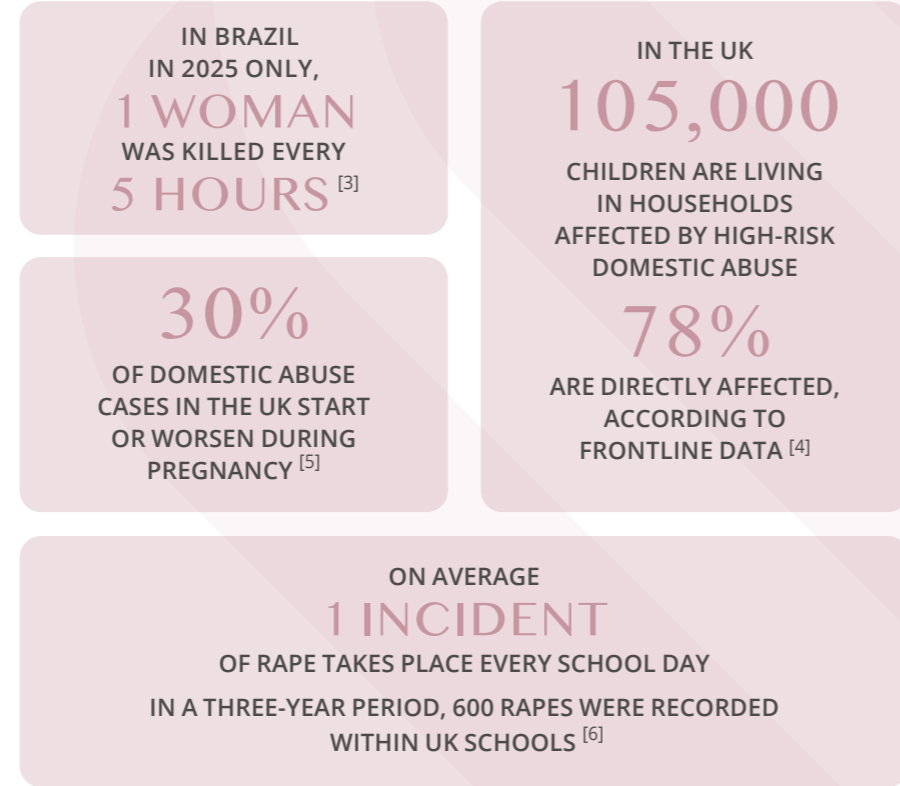 IN BRAZIL
IN 2025 ONLY,
1 WOMAN
WAS KILLED EVERY
5 HOURS [3]
30%
OF DOMESTIC ABUSE
CASES IN THE UK START
OR WORSEN DURING
PREGNANCY [5]
IN THE UK
105,000
CHILDREN ARE LIVING
IN HOUSEHOLDS
AFFECTED BY HIGH-RISK
DOMESTIC ABUSE
78%
ARE DIRECTLY AFFECTED,
ACCORDING TO
FRONTLINE DATA [4]
ON AVERAGE
1 INCIDENT
OF RAPE TAKES PLACE EVERY SCHOOL DAY
IN A THREE-YEAR PERIOD, 600 RAPES WERE RECORDED
WITHIN UK SCHOOLS [6]